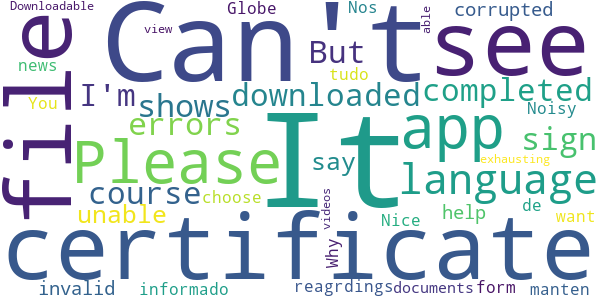 Downloadable
Globe
Nos
able
corrupted
view
Can't
see
file
news
But
tudo
I'm
shows
downloaded
completed
You
Noisy
errors
It
app
sign
Please
say
language
exhausting
course
choose
videos
unable
de
want
Nice
help
certificate
Why
invalid
informado
reagrdings
documents
form
manten